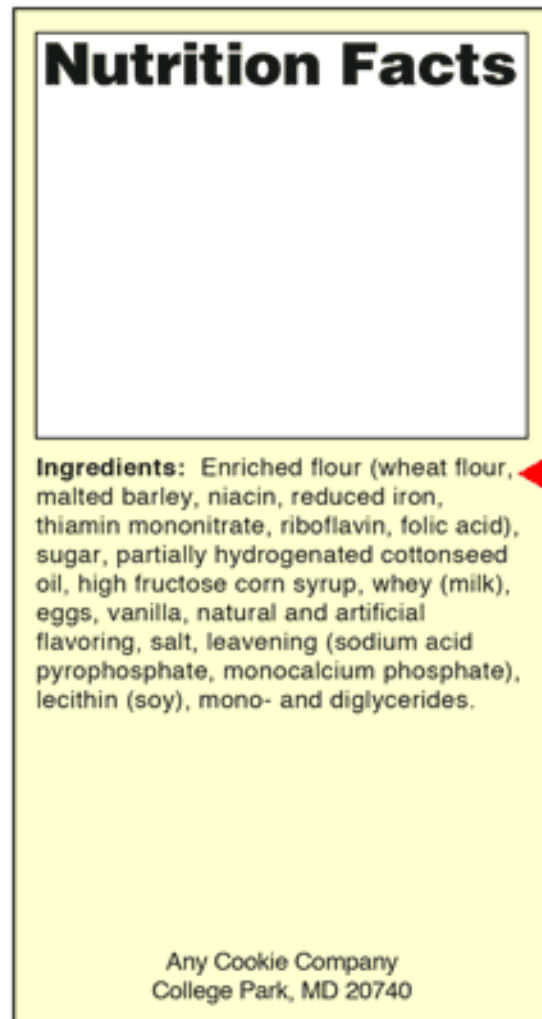 Nutrition Facts
Ingredients: Enriched flour (wheat flour,
malted barley, niacin, reduced iron,
thiamin mononitrate, riboflavin, folic acid),
sugar, partially hydrogenated cottonseed
oil, high fructose corn syrup, whey (milk),
eggs, vanilla, natural and artificial
flavoring, salt, leavening (sodium acid
pyrophosphate, monocalcium phosphate),
lecithin (soy), mono- and diglycerides.
Any Cookie Company
College Park, MD 20740